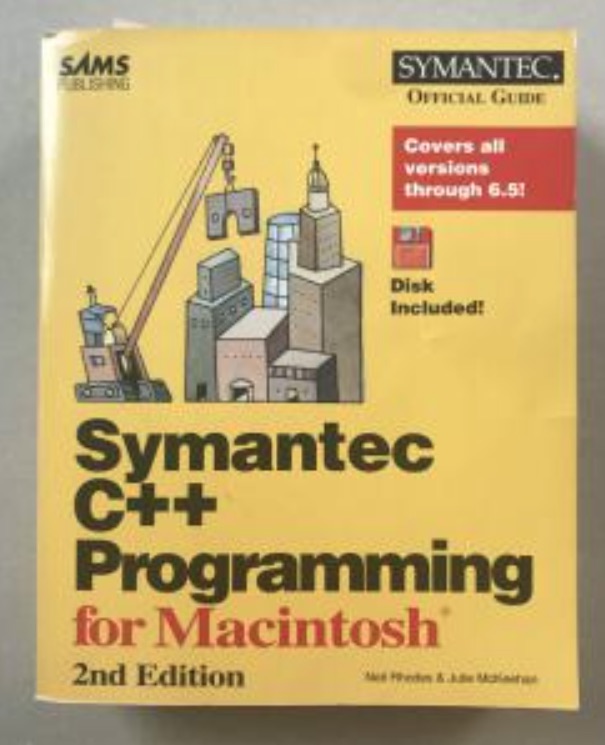 SAMS
PUBLISHING
SYMANTEC.
OFFICIAL GUIDE
Covers all
versions
through 6.5!
Disk
Included!
Symantec
C++
Programming
for Macintosh®
2nd Edition
Neil Rhodes & Julie McKeehan